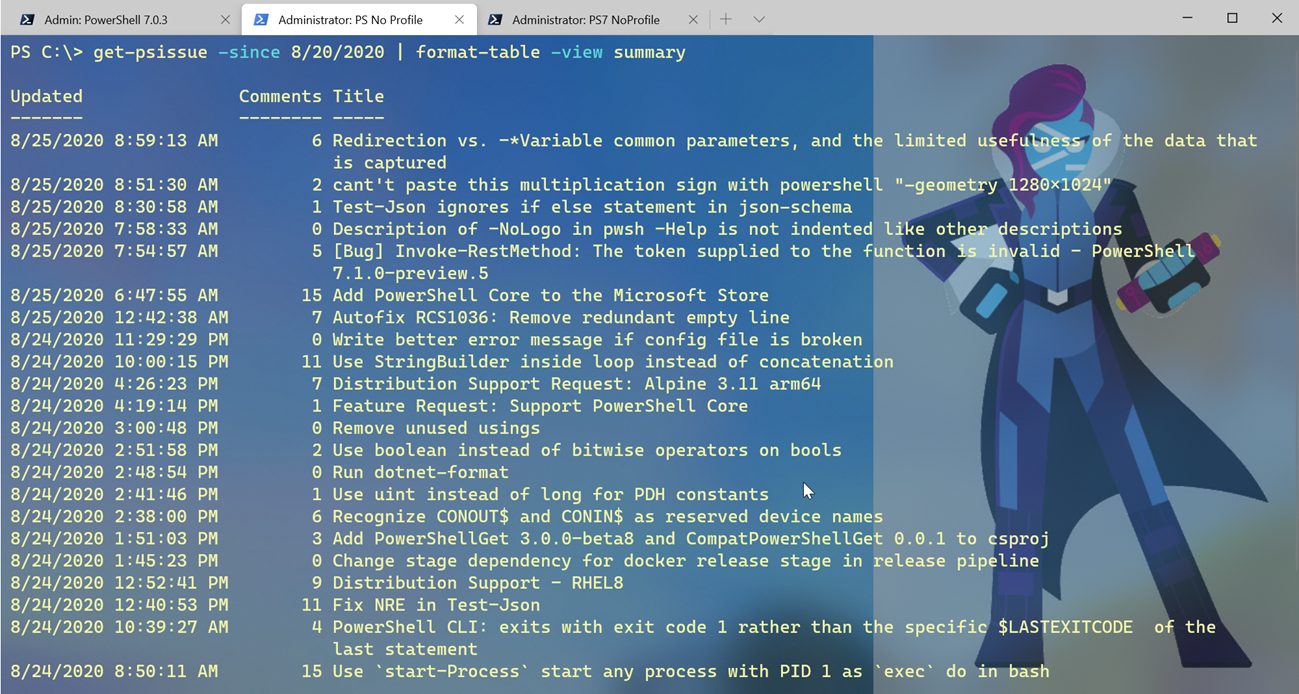 Admin: PowerShell 7.0.3 Administrator: PS No Profile Administrator: PS7 NoProfile
PS C:\> get-psissue -since 8/20/2020 | format-table -view summary
Updated Comments Title
------- -------- -----
8/25/2020 8:59:13 AM 6 Redirection vs. -*Variable common parameters, and the limited usefulness of the data that
is captured
8/25/2020 8:51:30 AM 2 cant't paste this multiplication sign with powershell "-geometry 1280×1024"
8/25/2020 8:30:58 AM 1 Test-Json ignores if else statement in json-schema
8/25/2020 7:58:33 AM 0 Description of -NoLogo in pwsh -Help is not indented like other descriptions
8/25/2020 7:54:57 AM 5 [Bug] Invoke-RestMethod: The token supplied to the function is invalid - PowerShell
7.1.0-preview.5
8/25/2020 6:47:55 AM 15 Add PowerShell Core to the Microsoft Store
8/25/2020 12:42:38 AM 7 Autofix RCS1036: Remove redundant empty line
8/24/2020 11:29:29 PM 0 Write better error message if config file is broken
8/24/2020 10:00:15 PM 11 Use StringBuilder inside loop instead of concatenation
8/24/2020 4:26:23 PM 7 Distribution Support Request: Alpine 3.11 arm64
8/24/2020 4:19:14 PM 1 Feature Request: Support PowerShell Core
8/24/2020 3:00:48 PM 0 Remove unused usings
8/24/2020 2:51:58 PM 2 Use boolean instead of bitwise operators on bools
8/24/2020 2:48:54 PM 0 Run dotnet-format
8/24/2020 2:41:46 PM 1 Use uint instead of long for PDH constants
8/24/2020 2:38:00 PM 6 Recognize CONOUT$ and CONIN$ as reserved device names
8/24/2020 1:51:03 PM 3 Add PowerShellGet 3.0.0-beta8 and CompatPowerShellGet 0.0.1 to csproj
8/24/2020 1:45:23 PM 0 Change stage dependency for docker release stage in release pipeline
8/24/2020 12:52:41 PM 9 Distribution Support - RHEL8
8/24/2020 12:40:53 PM 11 Fix NRE in Test-Json
8/24/2020 10:39:27 AM 4 PowerShell CLI: exits with exit code 1 rather than the specific $LASTEXITCODE of the
last statement
8/24/2020 8:50:11 AM 15 Use `start-Process` start any process with PID 1 as `exec` do in bash